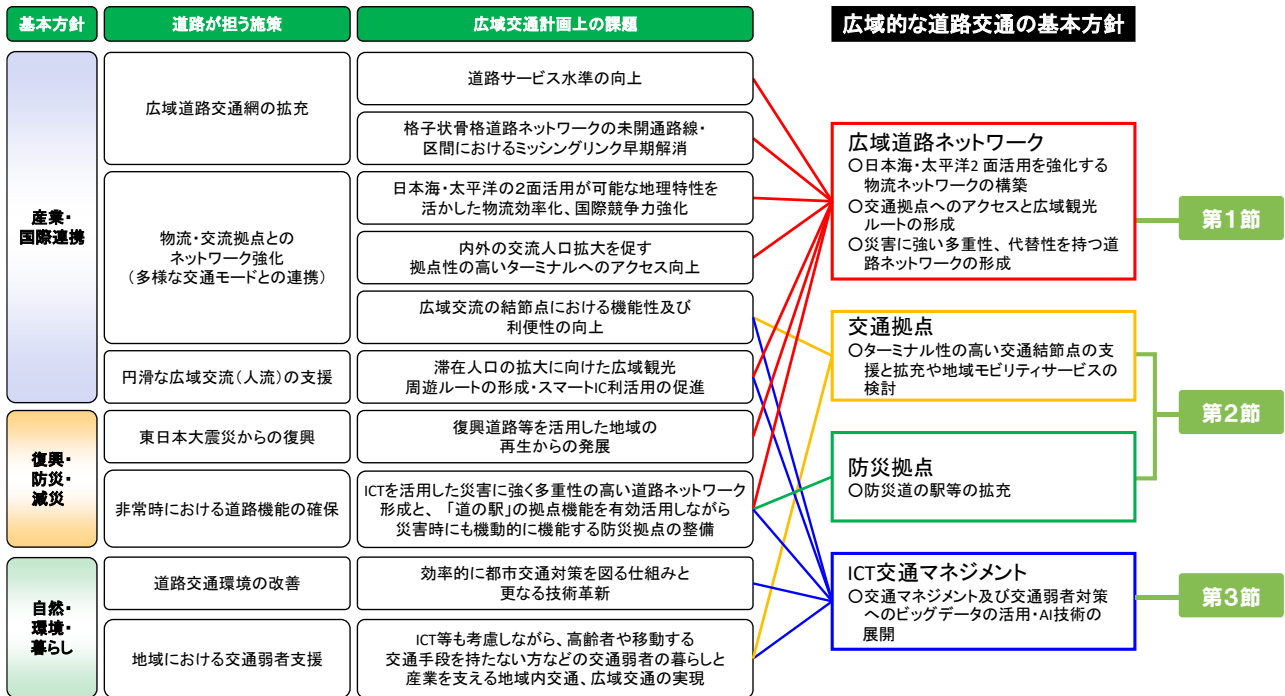 基本方針
道路が担う施策
広域交通計画上の課題
広域的な道路交通の基本方針
産業・
国際連携
広域道路交通網の拡充
道路サービス水準の向上
格子状骨格道路ネットワークの未開通路線・
区間におけるミッシングリンク早期解消
物流・交流拠点との
ネットワーク強化
(多様な交通モードとの連携)
日本海・太平洋の2面活用が可能な地理特性を
活かした物流効率化、国際競争力強化
内外の交流人口拡大を促す
拠点性の高いターミナルへのアクセス向上
広域交流の結節点における機能性及び
利便性の向上
円滑な広域交流(人流)の支援
滞在人口の拡大に向けた広域観光
周遊ルートの形成・スマートIC利活用の促進
復興・
防災・
減災
東日本大震災からの復興
復興道路等を活用した地域の
再生からの発展
非常時における道路機能の確保
ICTを活用した災害に強く多重性の高い道路ネットワーク
形成と、「道の駅」の拠点機能を有効活用しながら
災害時にも機動的に機能する防災拠点の整備
自然・
環境・
暮らし
道路交通環境の改善
効率的に都市交通対策を図る仕組みと
更なる技術革新
地域における交通弱者支援
ICT等も考慮しながら、高齢者や移動する
交通手段を持たない方などの交通弱者の暮らしと
産業を支える地域内交通、広域交通の実現
広域道路ネットワーク
○日本海・太平洋2 面活用を強化する
物流ネットワークの構築
○交通拠点へのアクセスと広域観光
ルートの形成
○災害に強い多重性、代替性を持つ道
路ネットワークの形成
第1節
交通拠点
○ターミナル性の高い交通結節点の支
援と拡充や地域モビリティサービスの
検討
第2節
防災拠点
○防災道の駅等の拡充
ICT交通マネジメント
○交通マネジメント及び交通弱者対策
へのビッグデータの活用・AI技術の
展開
第3節